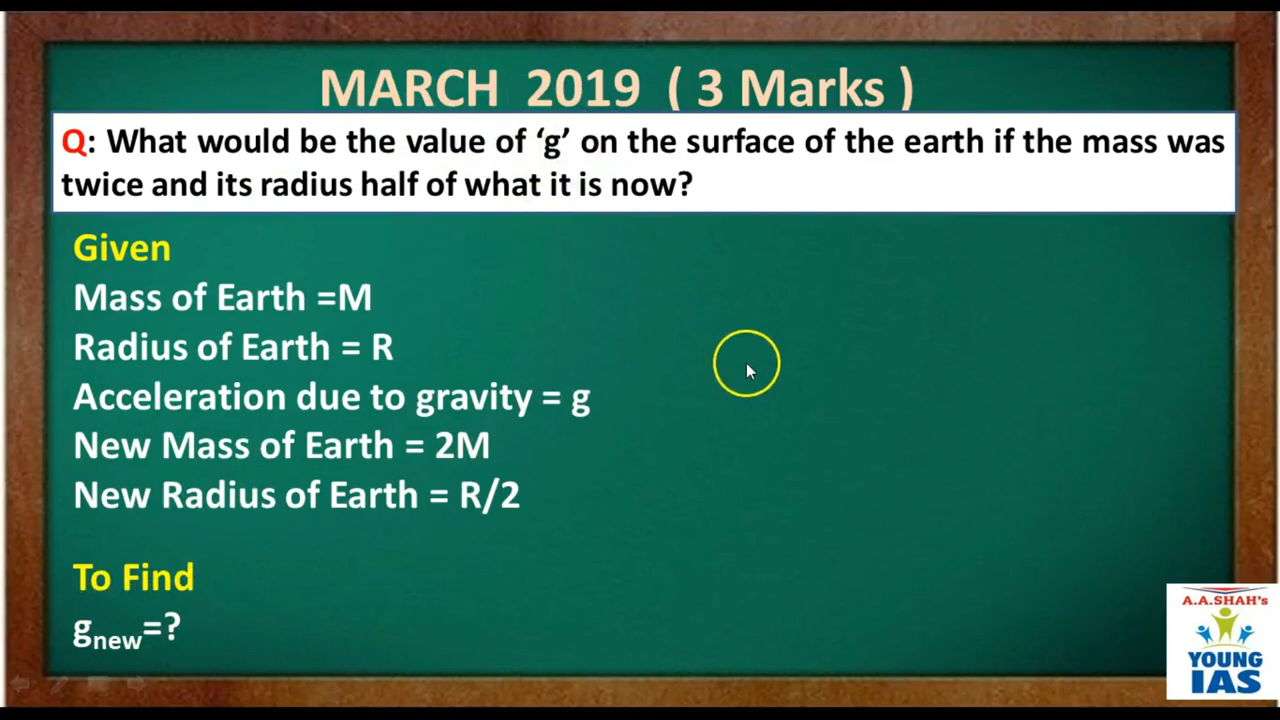 MARCH 2019 ( 3 Marks )
Q: What would be the value of ‘g’ on the surface of the earth if the mass was
twice and its radius half of what it is now?
Given
Mass of Earth =M
Radius of Earth = R
Acceleration due to gravity = g
New Mass of Earth = 2M
New Radius of Earth = R/2
To Find
gnew=?
A.A.SHAH's
YOUNG
IAS